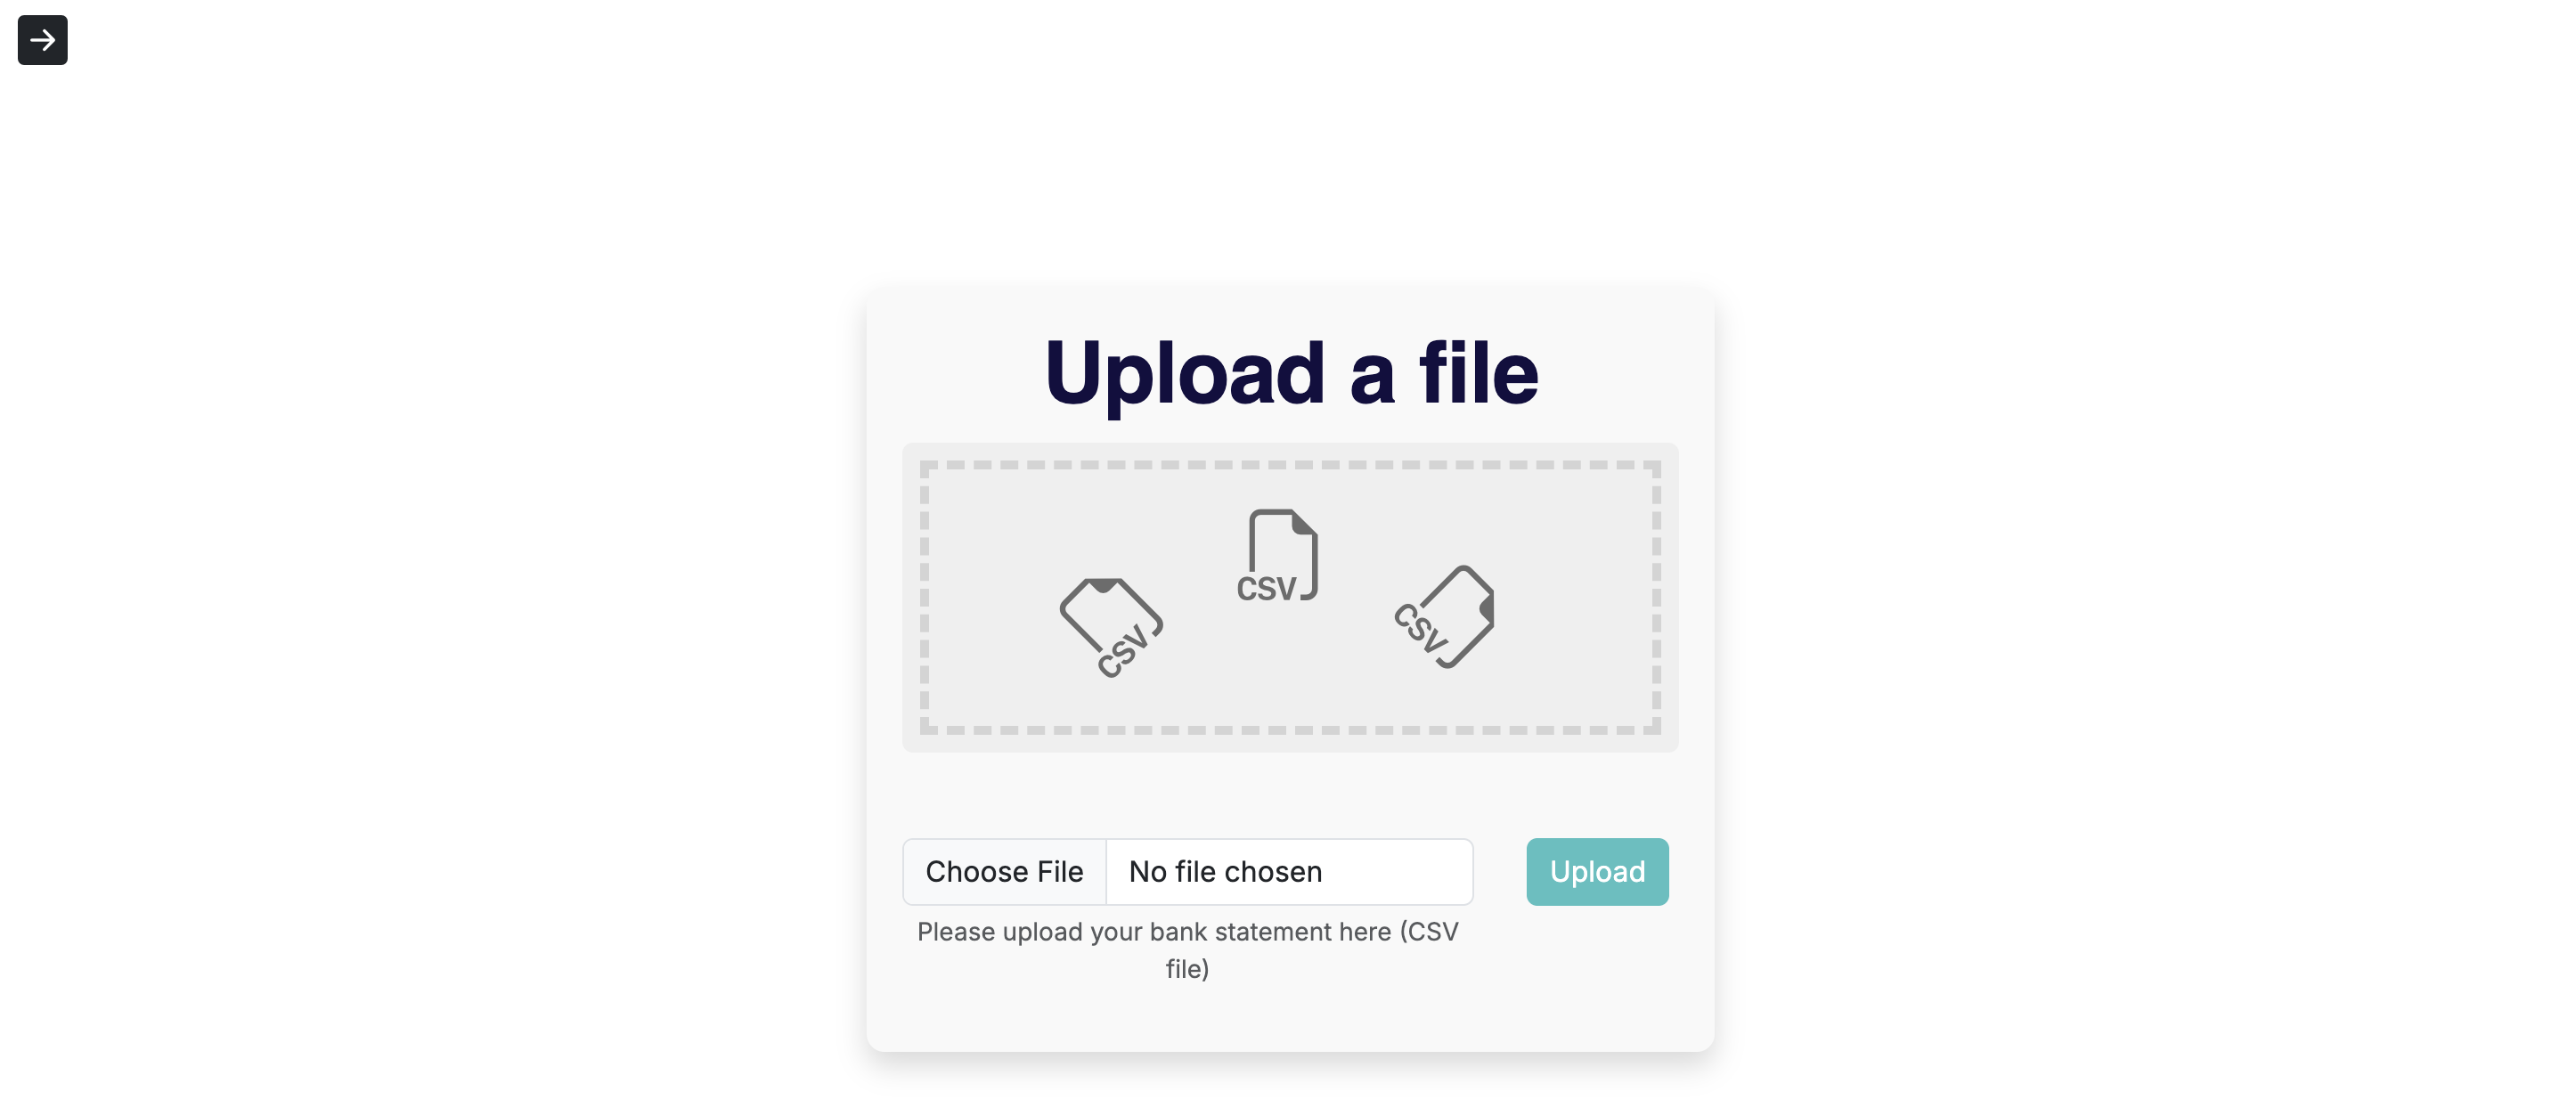 Upload a file
CSV
CSV
CSV
Choose File No file chosen
Upload
Please upload your bank statement here (CSV
file)